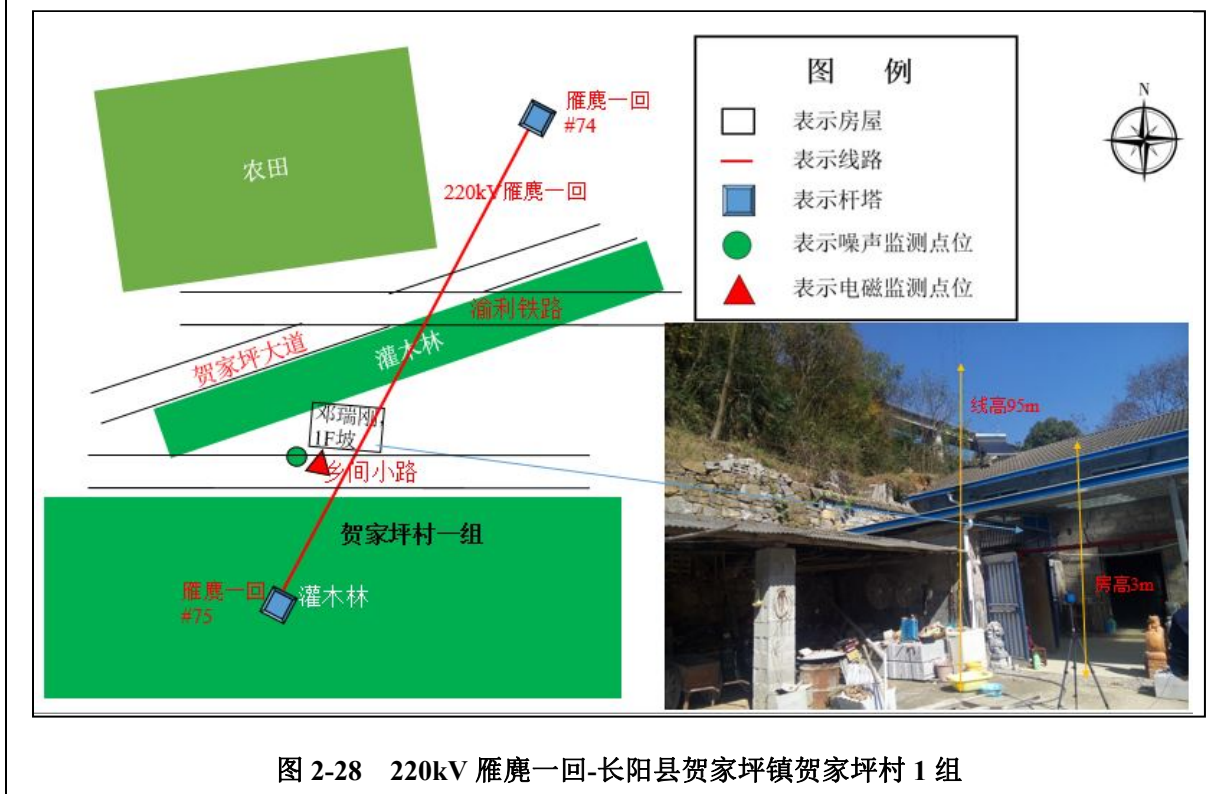 雁麂一回
#74
图 例
表示房屋
表示线路
表示杆塔
表示噪声监测点位
表示电磁监测点位
N
农田
220kV雁麂一回
渝利铁路
贺家坪大道
灌木林
邓瑞刚
1F坡
乡间小路
贺家坪村一组
雁麂一回
#75
灌木林
线高95m
房高3m
图 2-28 220kV 雁麂一回-长阳县贺家坪镇贺家坪村 1 组